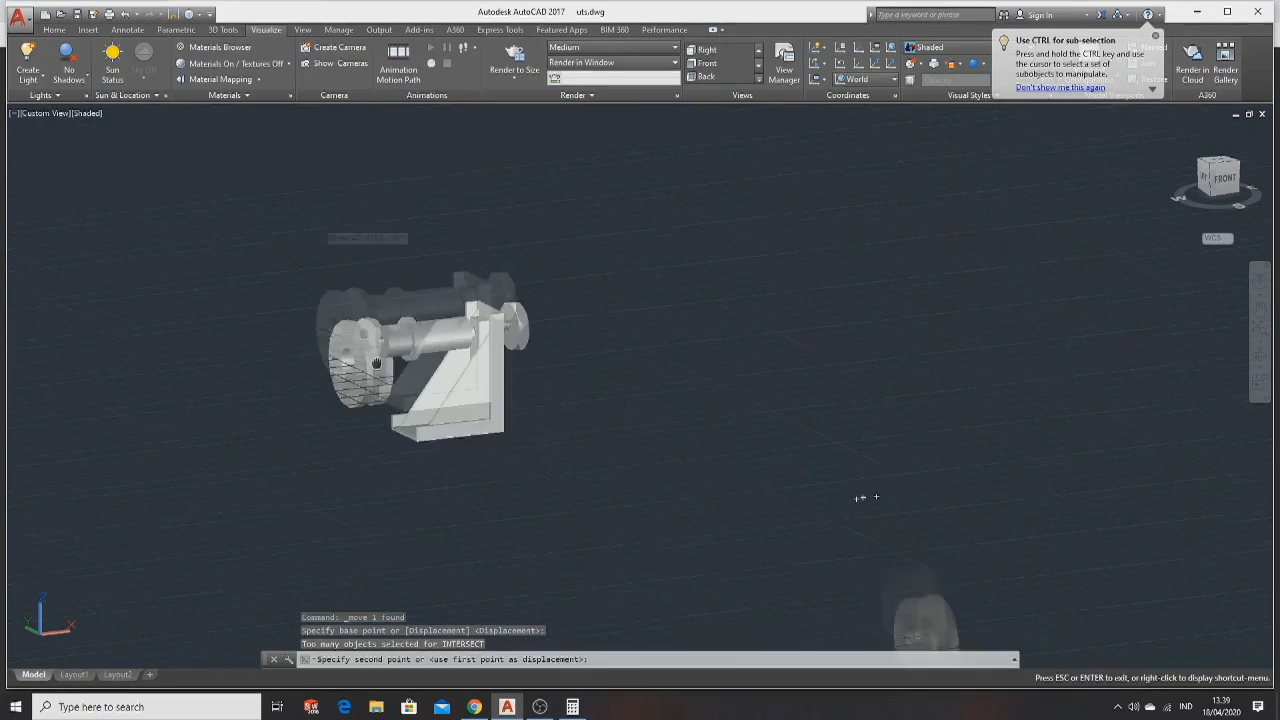 Autodesk AutoCAD 2017 uts.dwg
Type a keyword or phrase
Sign In
Home Insert Annotate Parametric 3D Tools Visualize Manage Output Add-ins A360 Express Tools Featured Apps BIM 360 Performance
Create Light
No Shadows
Sun Status
Sky Off
Materials Browser
Materials On / Textures Off
Material Mapping
Create Camera
Show Cameras
Animation Motion Path
Render to Size
Medium
Render in Window
Right
Front
Back
View Manager
World
Shaded
Opacity
Named
Join
Restore
Render in Cloud
Render Gallery
Lights
Sun & Location
Materials
Camera
Animations
Render
Views
Coordinates
Visual Styles
Model Viewports
A360
Use CTRL for sub-selection
Press and hold the CTRL key and use
the cursor to select a set of
subobjects to manipulate.
Don't show me this again
[−][Custom View][Shaded]
FRONT
WCS
Z
X
Y
Command: _move 1 found
Specify base point or [Displacement] <Displacement>:
Too many objects selected for INTERSECT
Specify second point or <use first point as displacement>:
Model Layout1 Layout2 +
Press ESC or ENTER to exit, or right-click to display shortcut-menu.
Type here to search
IND
13.39
18/04/2020